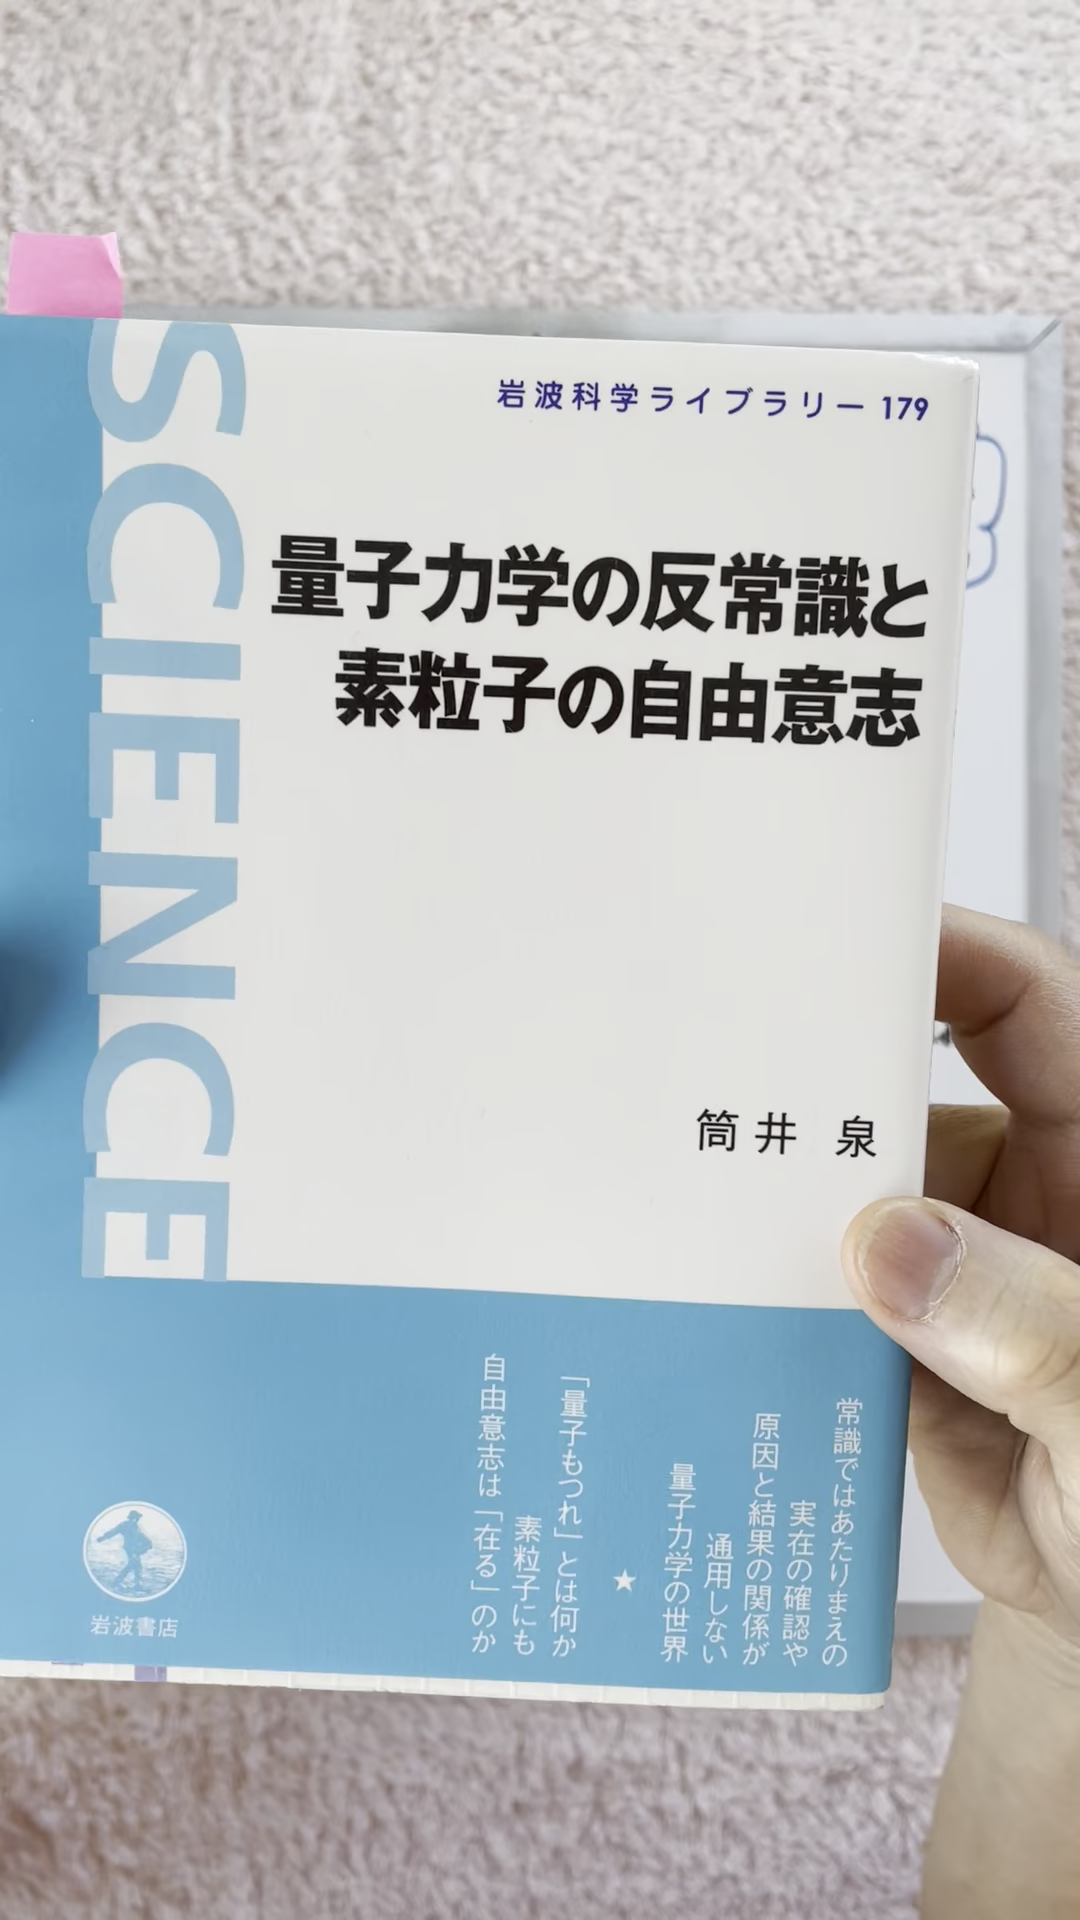 岩波科学ライブラリー 179
量子力学の反常識と
素粒子の自由意志
SCIENCE
筒井 泉
常識ではあたりまえの
実在の確認や
原因と結果の関係が
通用しない
量子力学の世界
★
「量子もつれ」とは何か
素粒子にも
自由意志は「在る」のか
岩波書店